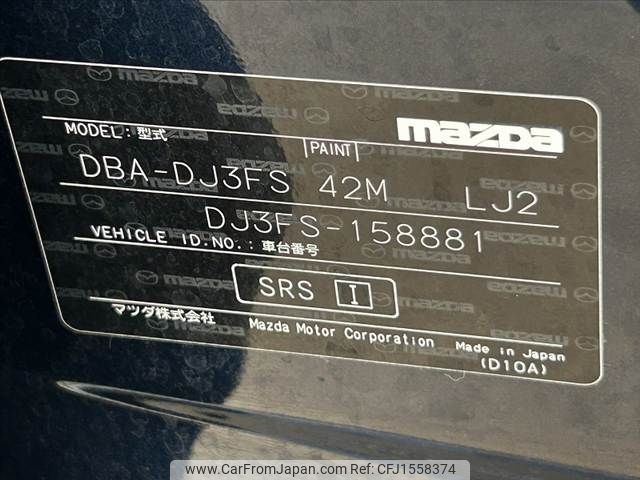 mazda
MODEL: 型式 PAINT
DBA-DJ3FS 42M LJ2
DJ3FS-158881
VEHICLE ID.NO.: 車台番号
SRS I
マツダ株式会社 Mazda Motor Corporation Made in Japan
(D10A)
www.CarFromJapan.com - CFJ1558374